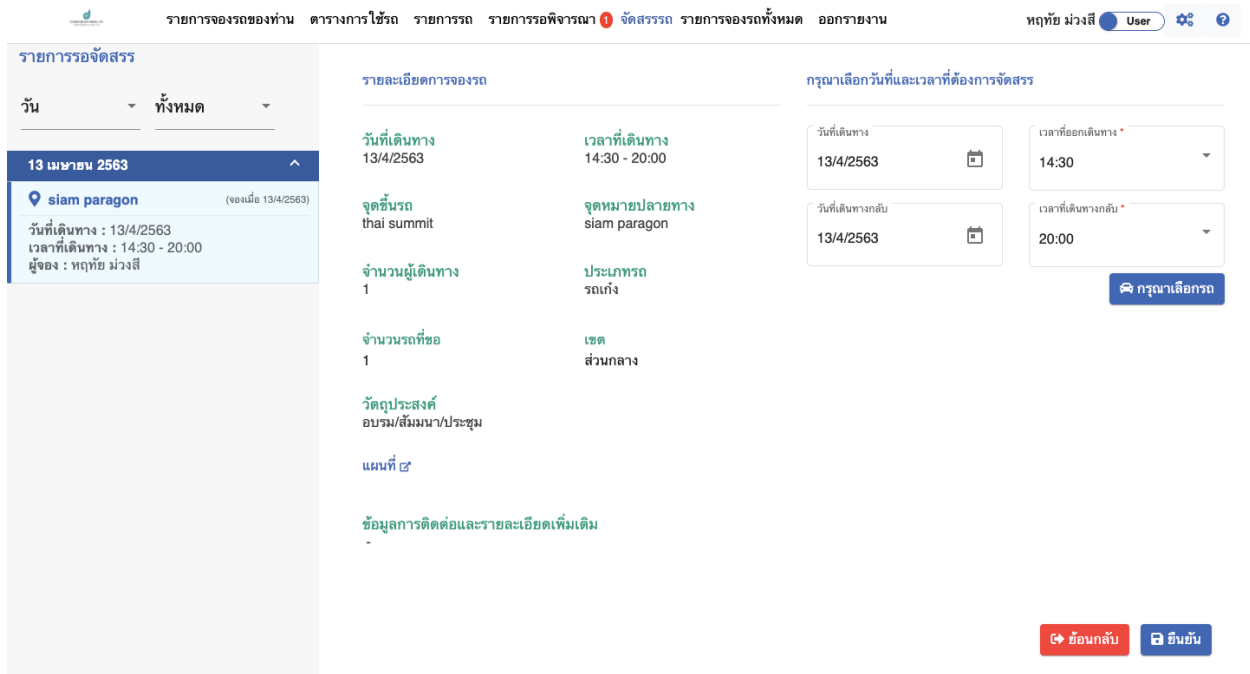 รายการจองรถของท่าน ตารางการใช้รถ รายการรถ รายการรอพิจารณา 1 จัดสรรรถ รายการจองรถทั้งหมด ออกรายงาน หฤทัย ม่วงสี User
รายการรอจัดสรร
วัน ทั้งหมด
13 เมษายน 2563
siam paragon (จองเมื่อ 13/4/2563)
วันที่เดินทาง : 13/4/2563
เวลาที่เดินทาง : 14:30 - 20:00
ผู้จอง : หฤทัย ม่วงสี
รายละเอียดการจองรถ
วันที่เดินทาง เวลาที่เดินทาง
13/4/2563 14:30 - 20:00
จุดขึ้นรถ จุดหมายปลายทาง
thai summit siam paragon
จำนวนผู้เดินทาง ประเภทรถ
1 รถเก๋ง
จำนวนรถที่ขอ เขต
1 ส่วนกลาง
วัตถุประสงค์
อบรม/สัมมนา/ประชุม
แผนที่
ข้อมูลการติดต่อและรายละเอียดเพิ่มเติม
-
กรุณาเลือกวันที่และเวลาที่ต้องการจัดสรร
วันที่เดินทาง เวลาที่ออกเดินทาง *
13/4/2563 14:30
วันที่เดินทางกลับ เวลาที่เดินทางกลับ *
13/4/2563 20:00
กรุณาเลือกรถ
ย้อนกลับ ยืนยัน